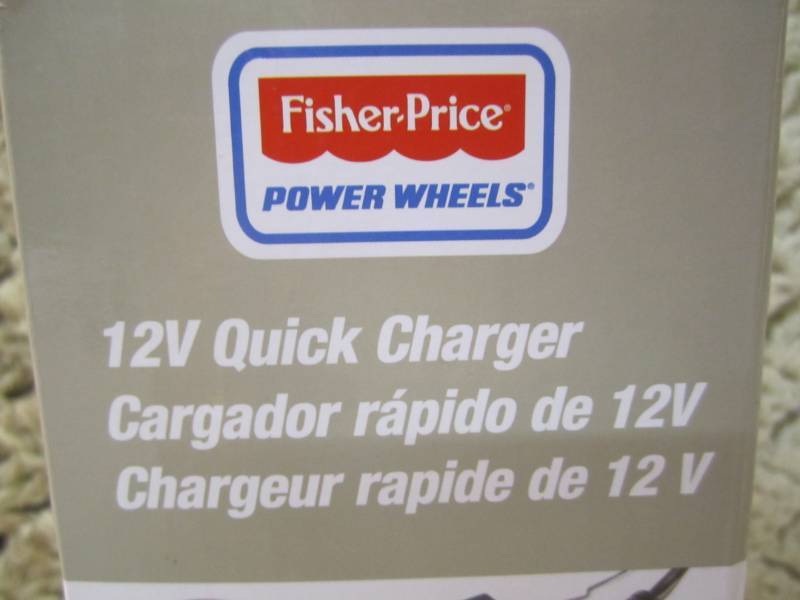 Fisher-Price®
POWER WHEELS®
12V Quick Charger
Cargador rápido de 12V
Chargeur rapide de 12 V